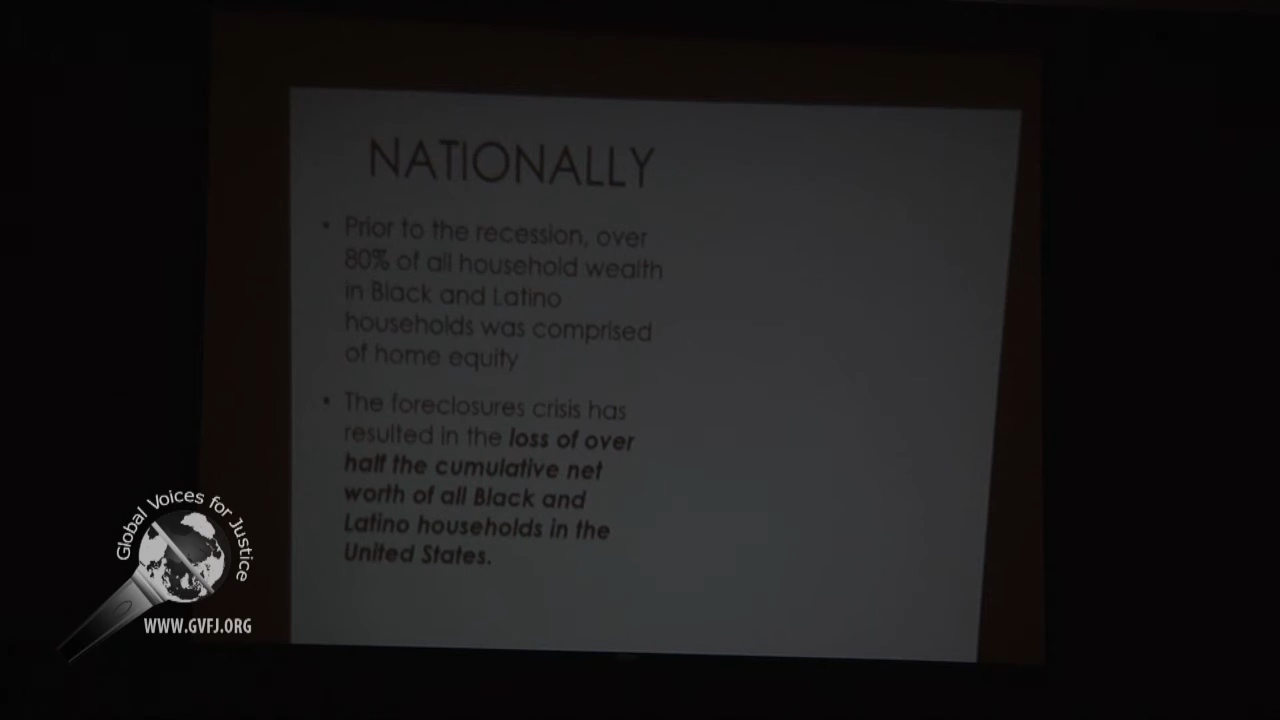 NATIONALLY
• Prior to the recession, over
80% of all household wealth
in Black and Latino
households was comprised
of home equity
• The foreclosures crisis has
resulted in the loss of over
half the cumulative net
worth of all Black and
Latino households in the
United States.
Global Voices for Justice
WWW.GVFJ.ORG